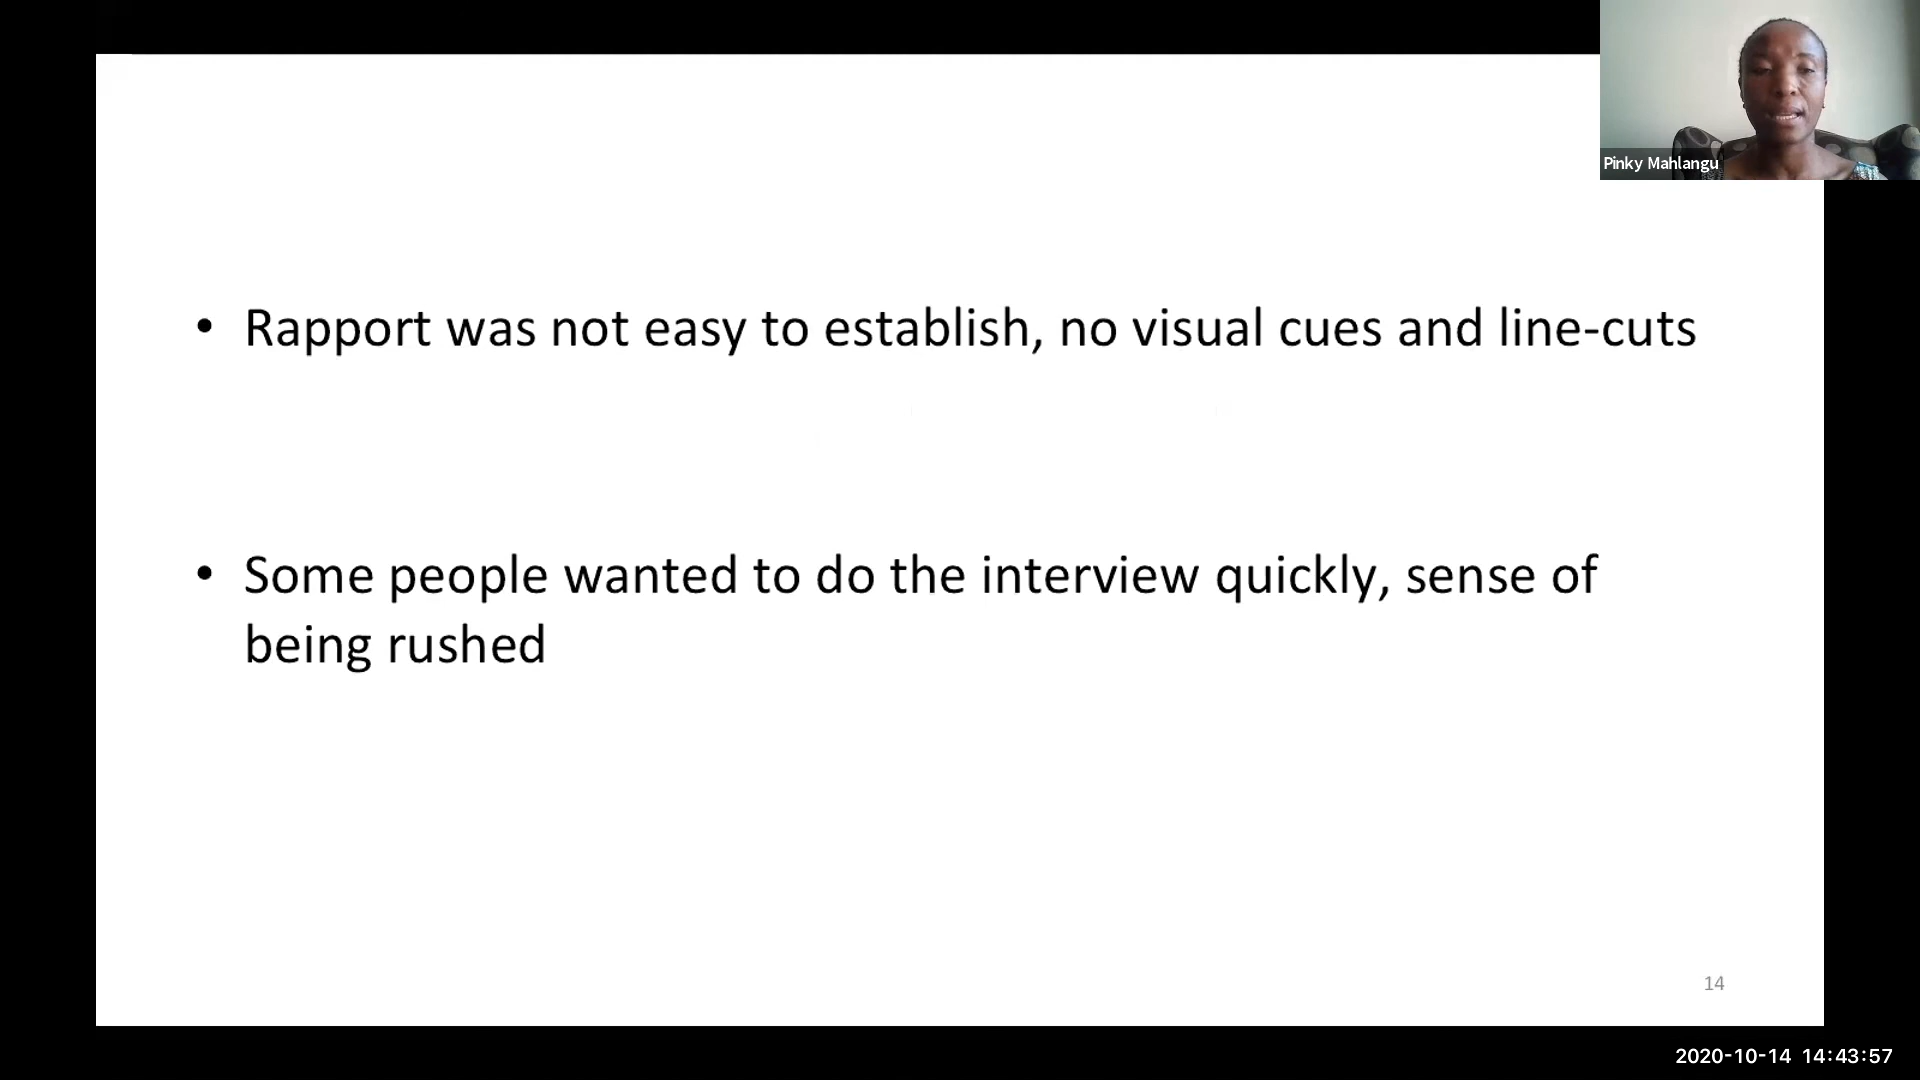 Pinky Mahlangu
• Rapport was not easy to establish, no visual cues and line-cuts
• Some people wanted to do the interview quickly, sense of
being rushed
14
2020-10-14 14:43:57